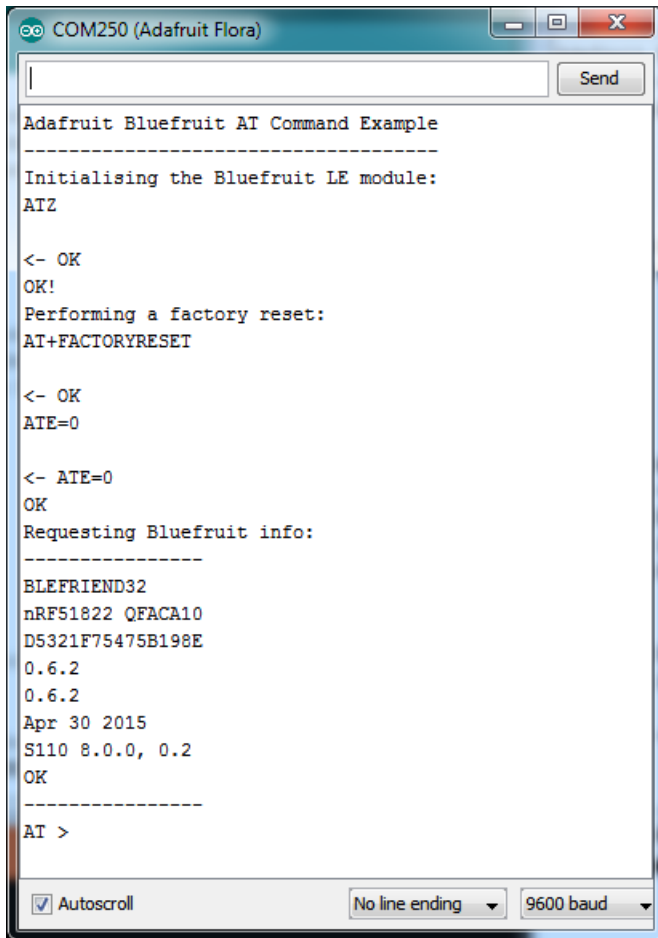 COM250 (Adafruit Flora)
Send
Adafruit Bluefruit AT Command Example
-------------------------------------
Initialising the Bluefruit LE module:
ATZ
<- OK
OK!
Performing a factory reset:
AT+FACTORYRESET
<- OK
ATE=0
<- ATE=0
OK
Requesting Bluefruit info:
----------------
BLEFRIEND32
nRF51822 QFACA10
D5321F75475B198E
0.6.2
0.6.2
Apr 30 2015
S110 8.0.0, 0.2
OK
----------------
AT >
Autoscroll No line ending 9600 baud